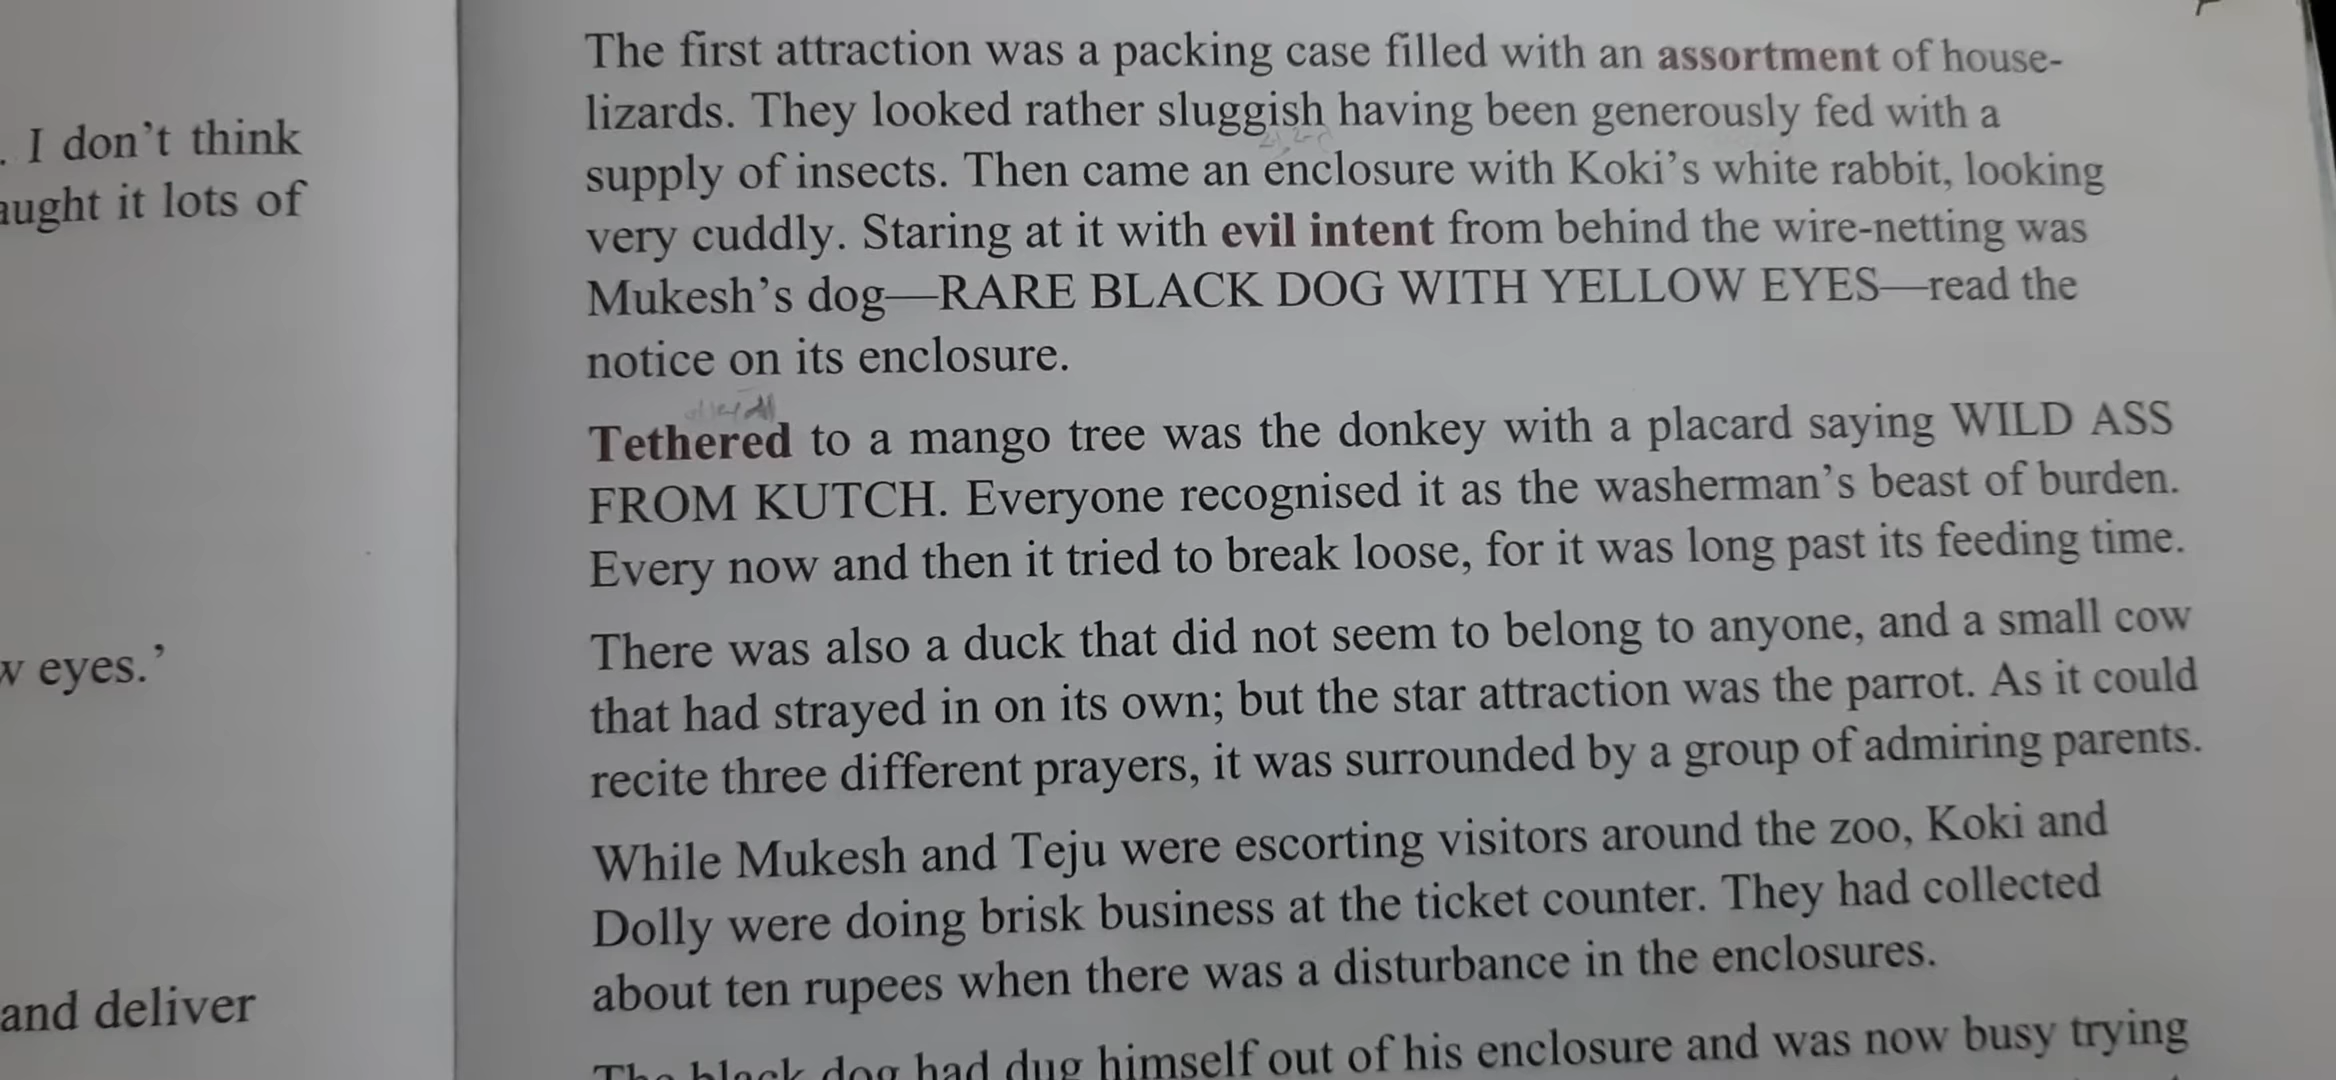 . I don't think
aught it lots of
w eyes.'
and deliver
The first attraction was a packing case filled with an assortment of house-
lizards. They looked rather sluggish having been generously fed with a
supply of insects. Then came an enclosure with Koki's white rabbit, looking
very cuddly. Staring at it with evil intent from behind the wire-netting was
Mukesh's dog—RARE BLACK DOG WITH YELLOW EYES—read the
notice on its enclosure.
Tethered to a mango tree was the donkey with a placard saying WILD ASS
FROM KUTCH. Everyone recognised it as the washerman's beast of burden.
Every now and then it tried to break loose, for it was long past its feeding time.
There was also a duck that did not seem to belong to anyone, and a small cow
that had strayed in on its own; but the star attraction was the parrot. As it could
recite three different prayers, it was surrounded by a group of admiring parents.
While Mukesh and Teju were escorting visitors around the zoo, Koki and
Dolly were doing brisk business at the ticket counter. They had collected
about ten rupees when there was a disturbance in the enclosures.
The black dog had dug himself out of his enclosure and was now busy trying